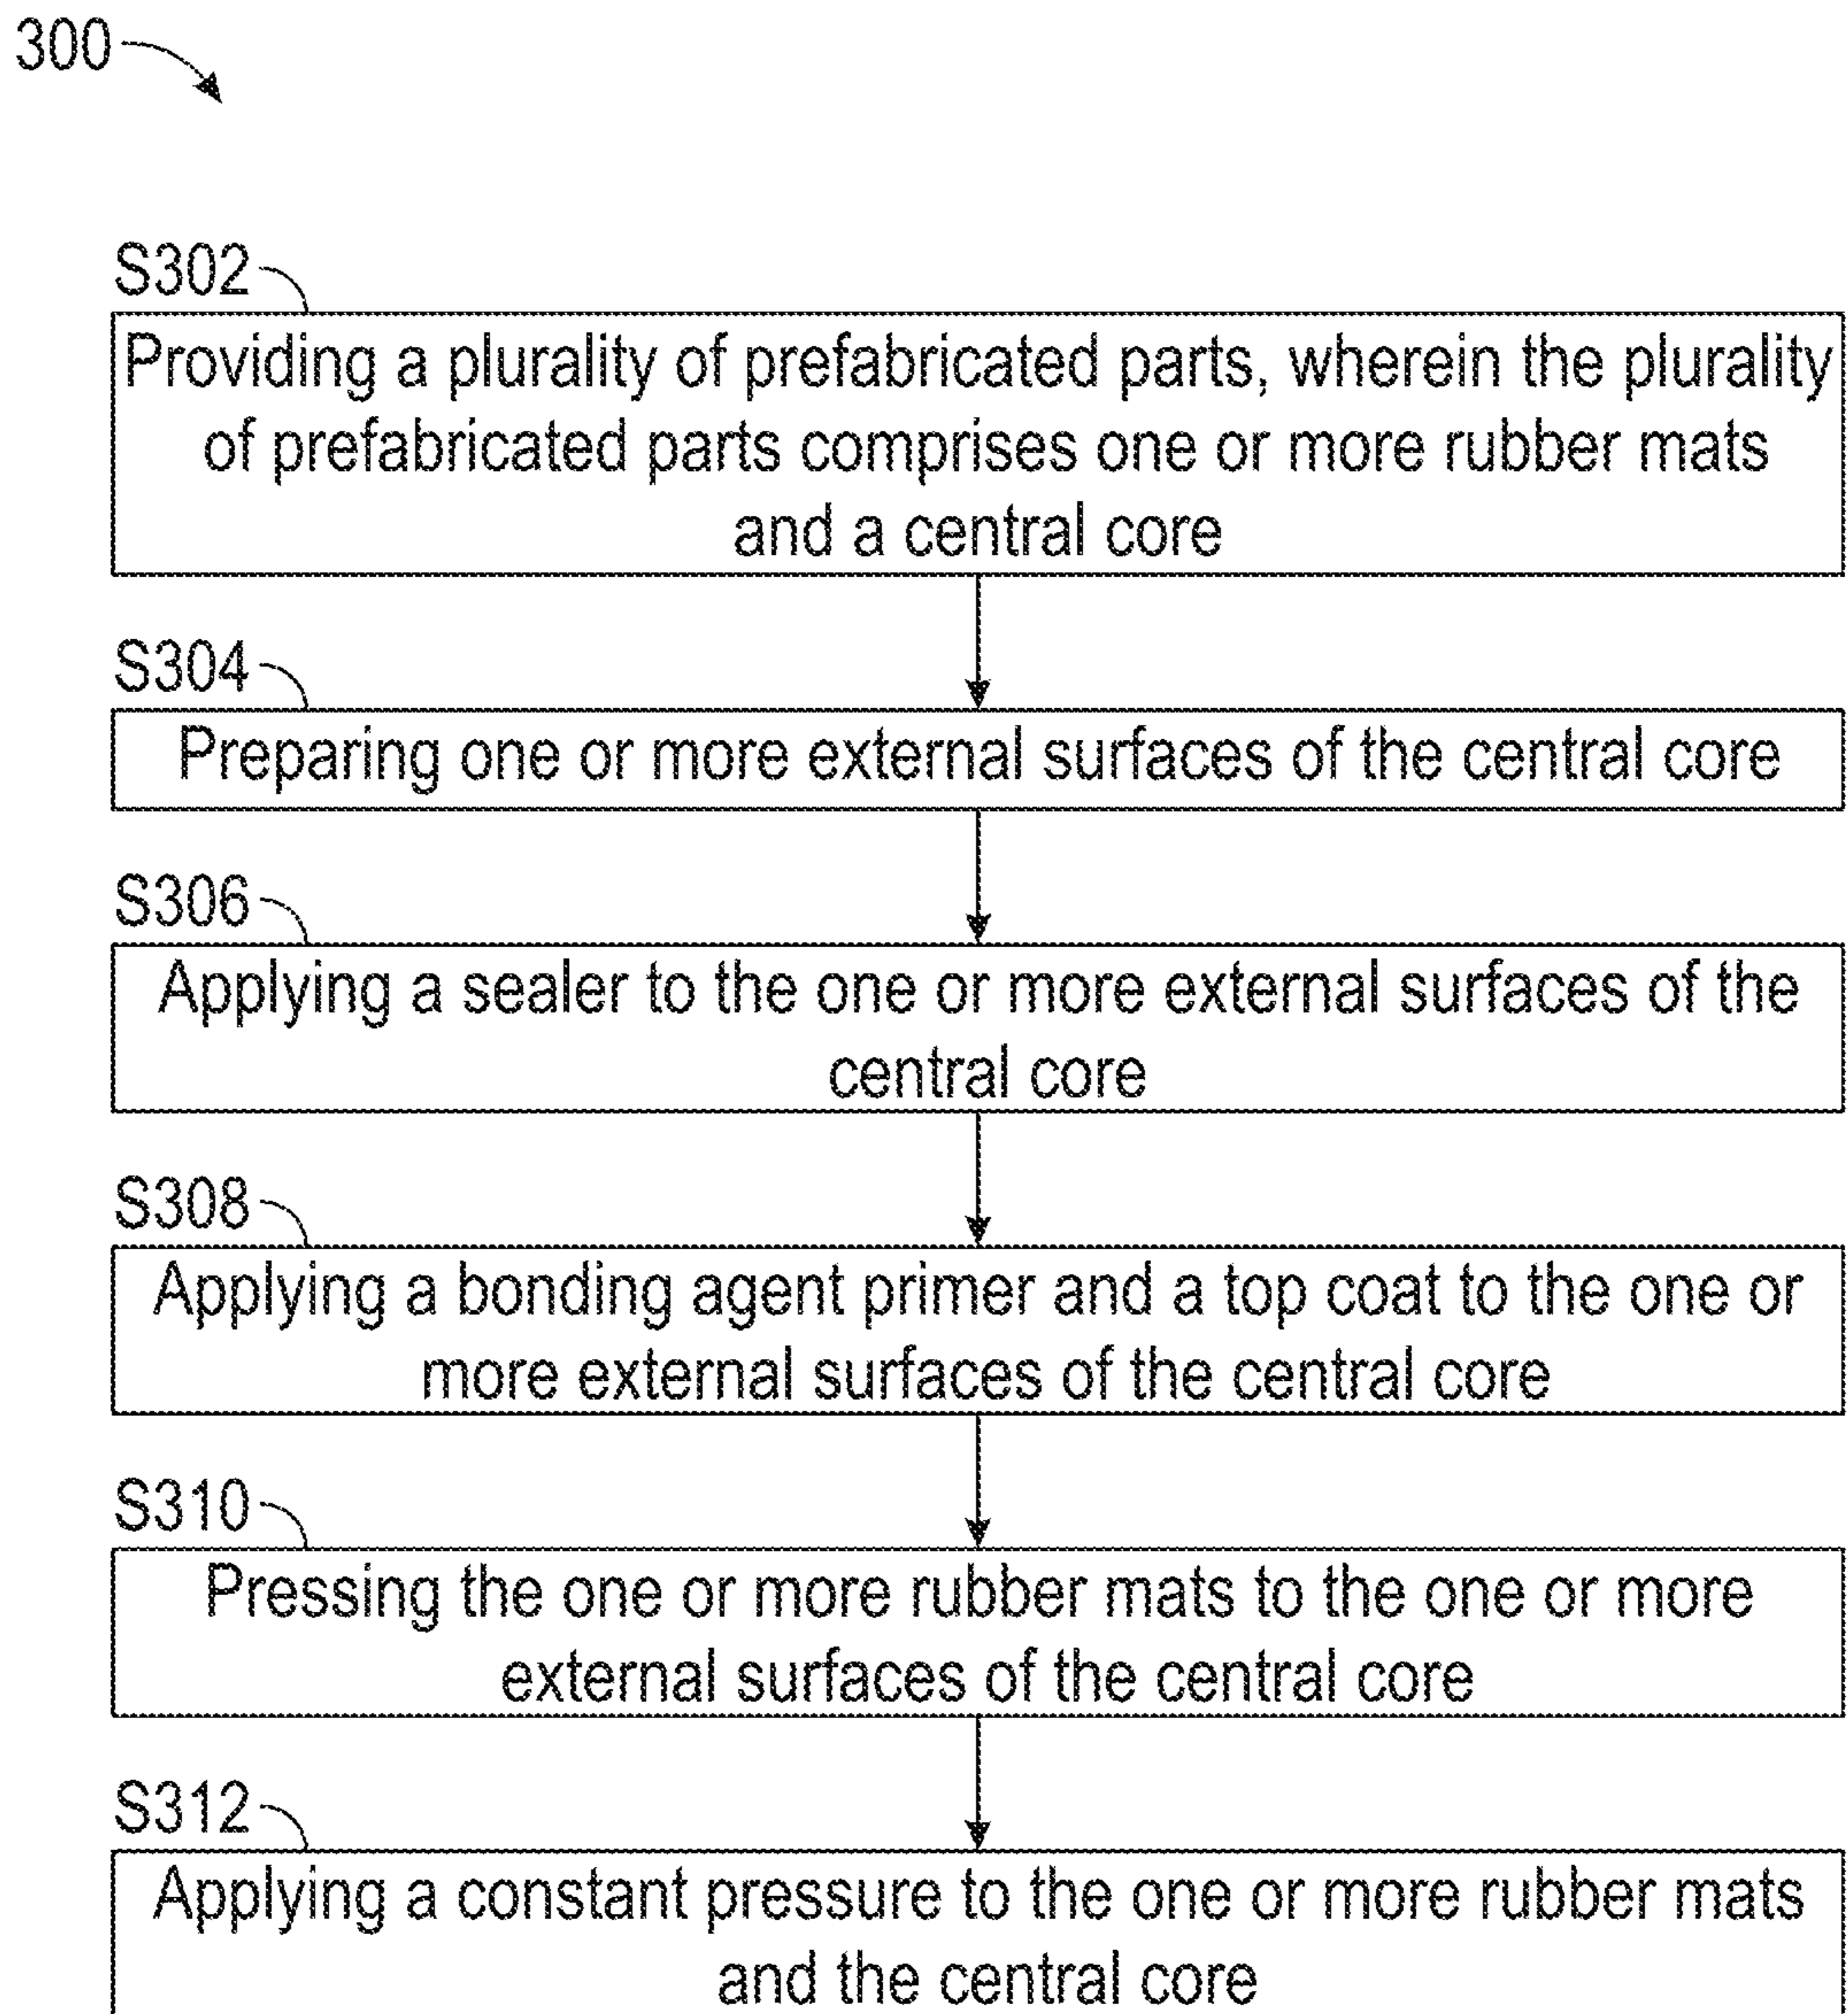 300
S302
Providing a plurality of prefabricated parts, wherein the plurality
of prefabricated parts comprises one or more rubber mats
and a central core
S304
Preparing one or more external surfaces of the central core
S306
Applying a sealer to the one or more external surfaces of the
central core
S308
Applying a bonding agent primer and a top coat to the one or
more external surfaces of the central core
S310
Pressing the one or more rubber mats to the one or more
external surfaces of the central core
S312
Applying a constant pressure to the one or more rubber mats
and the central core